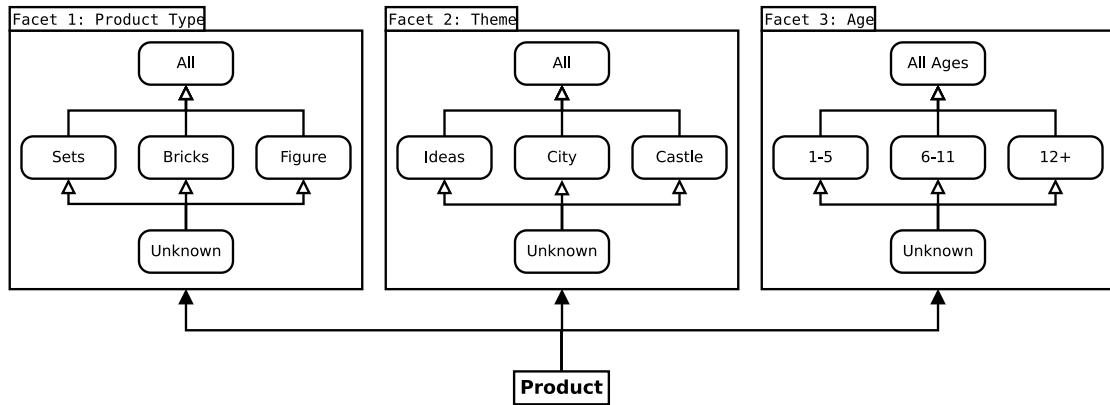 Facet 1: Product Type
Facet 2: Theme
Facet 3: Age
All
All
All Ages
Sets
Bricks
Figure
Ideas
City
Castle
1-5
6-11
12+
Unknown
Unknown
Unknown
Product